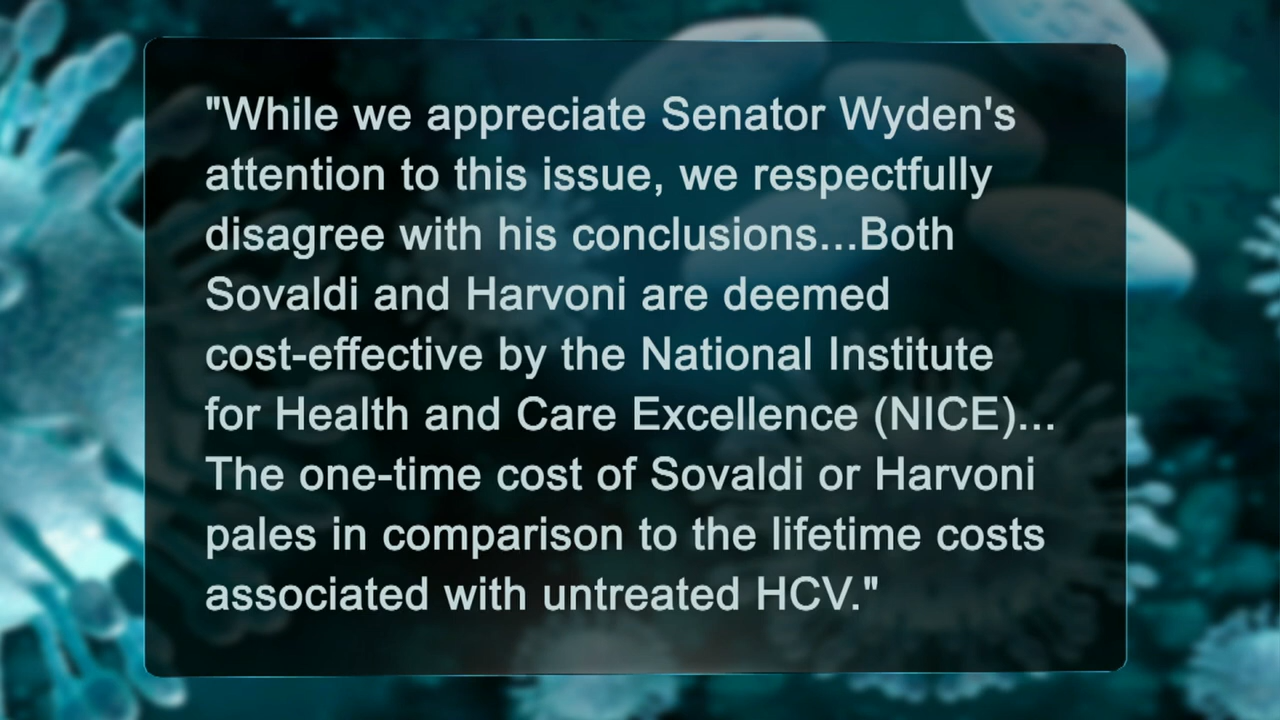 "While we appreciate Senator Wyden's
attention to this issue, we respectfully
disagree with his conclusions...Both
Sovaldi and Harvoni are deemed
cost-effective by the National Institute
for Health and Care Excellence (NICE)...
The one-time cost of Sovaldi or Harvoni
pales in comparison to the lifetime costs
associated with untreated HCV."